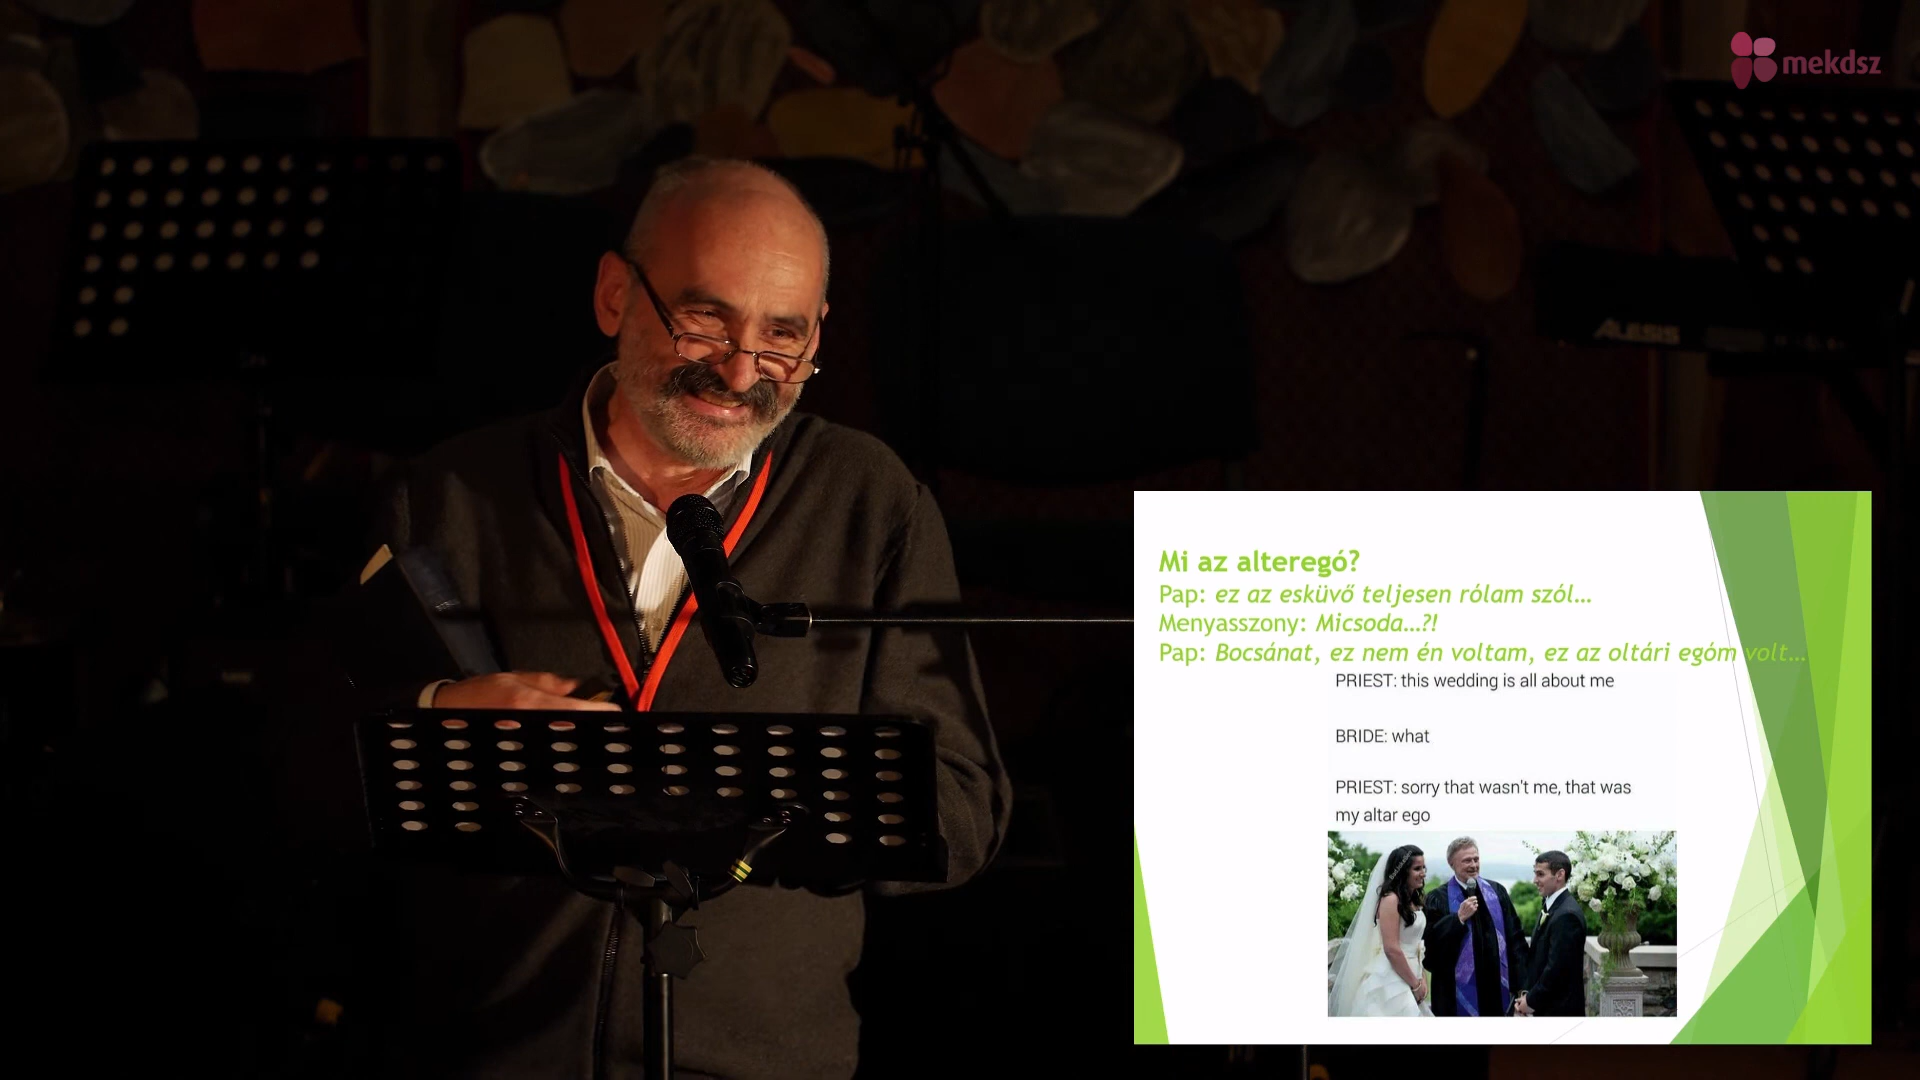 mekdsz
ALESIS
Mi az alteregó?
Pap: ez az esküvő teljesen rólam szól...
Menyasszony: Micsoda...?!
Pap: Bocsánat, ez nem én voltam, ez az oltári egóm volt...
PRIEST: this wedding is all about me
BRIDE: what
PRIEST: sorry that wasn't me, that was
my altar ego